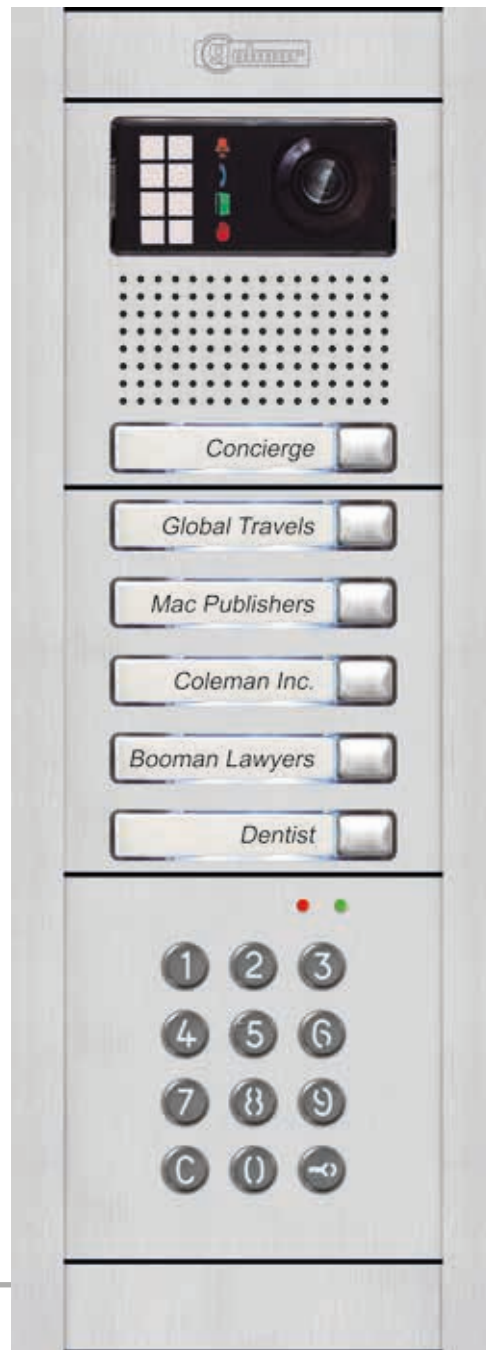 Golmar
Concierge
Global Travels
Mac Publishers
Coleman Inc.
Booman Lawyers
Dentist
1 2 3
4 5 6
7 8 9
C 0